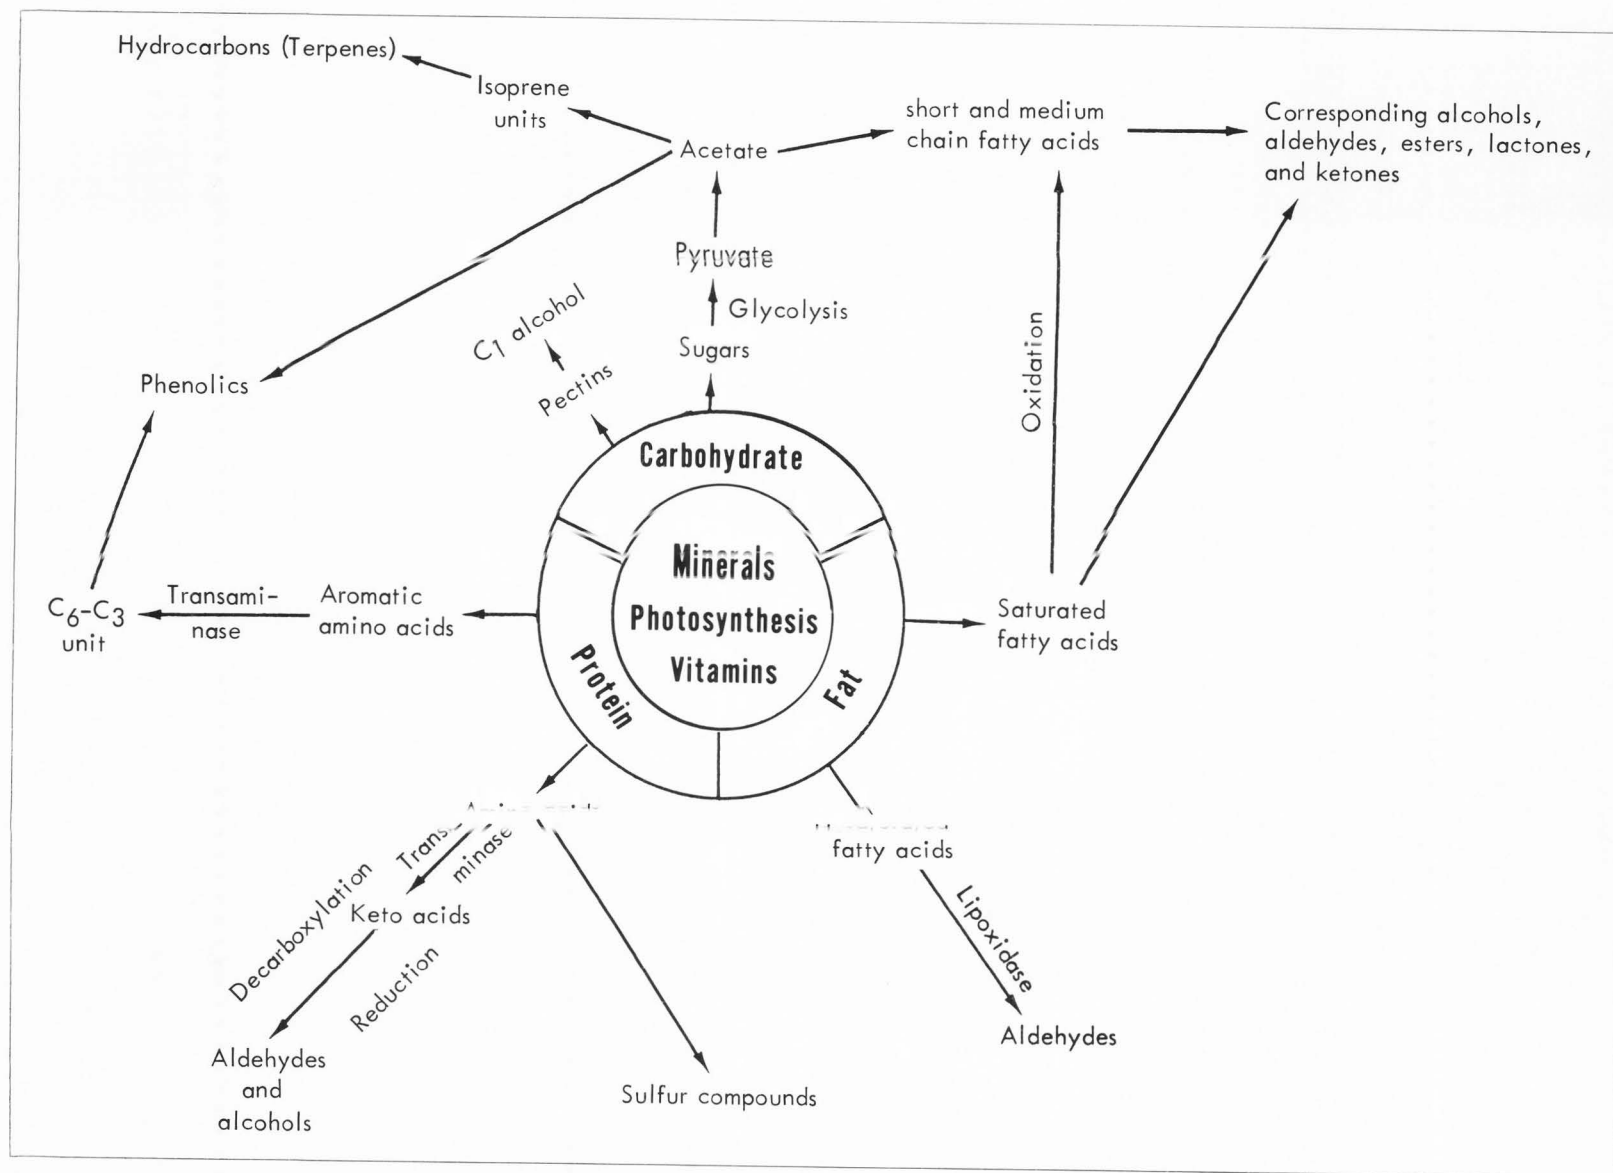 Hydrocarbons (Terpenes)
Isoprene
units
Acetate
short and medium
chain fatty acids
Corresponding alcohols,
aldehydes, esters, lactones,
and ketones
Pyruvate
Glycolysis
Sugars
C1 alcohol
Pectins
Phenolics
Oxidation
Carbohydrate
Minerals
Photosynthesis
Vitamins
Protein
Fat
C6-C3
unit
Transami-
nase
Aromatic
amino acids
Saturated
fatty acids
Trans
minase
Keto acids
Decarboxylation
Reduction
Aldehydes
and
alcohols
Sulfur compounds
fatty acids
Lipoxidase
Aldehydes